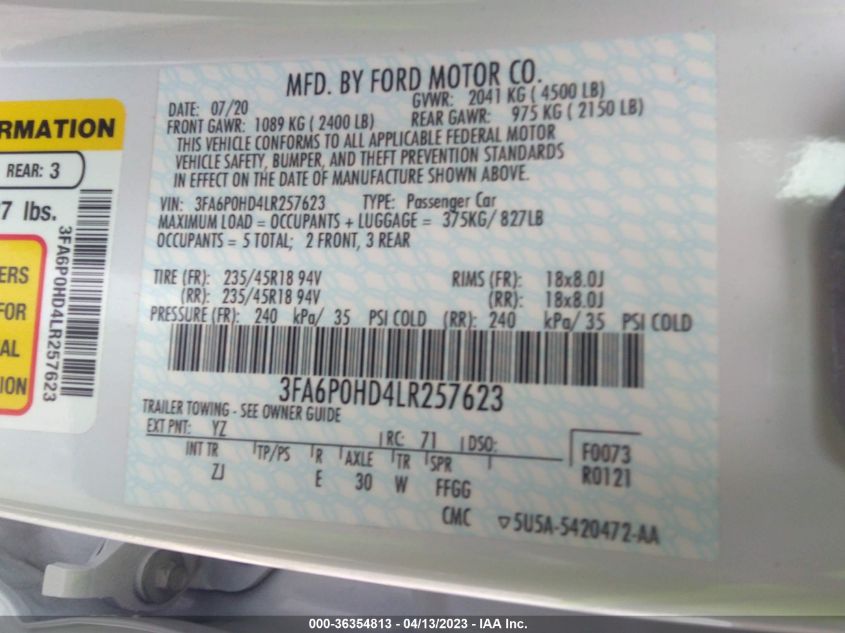 RMATION
REAR: 3
7 lbs.
ERS
FOR
AL
ION
3FA6P0HD4LR257623
MFD. BY FORD MOTOR CO.
DATE: 07/20 GVWR: 2041 KG ( 4500 LB)
FRONT GAWR: 1089 KG ( 2400 LB) REAR GAWR: 975 KG ( 2150 LB)
THIS VEHICLE CONFORMS TO ALL APPLICABLE FEDERAL MOTOR
VEHICLE SAFETY, BUMPER, AND THEFT PREVENTION STANDARDS
IN EFFECT ON THE DATE OF MANUFACTURE SHOWN ABOVE.
VIN: 3FA6P0HD4LR257623 TYPE: Passenger Car
MAXIMUM LOAD = OCCUPANTS + LUGGAGE = 375KG/ 827LB
OCCUPANTS = 5 TOTAL; 2 FRONT, 3 REAR
TIRE (FR): 235/45R18 94V RIMS (FR): 18x8.0J
(RR): 235/45R18 94V (RR): 18x8.0J
PRESSURE (FR): 240 kPa/ 35 PSI COLD (RR): 240 kPa/ 35 PSI COLD
3FA6P0HD4LR257623
TRAILER TOWING - SEE OWNER GUIDE
EXT PNT: YZ RC: 71 DSO: F0073
INT TR TP/PS R AXLE TR SPR R0121
ZJ E 30 W FFGG
CMC ▽5U5A-5420472-AA
000-36354813 - 04/13/2023 - IAA Inc.